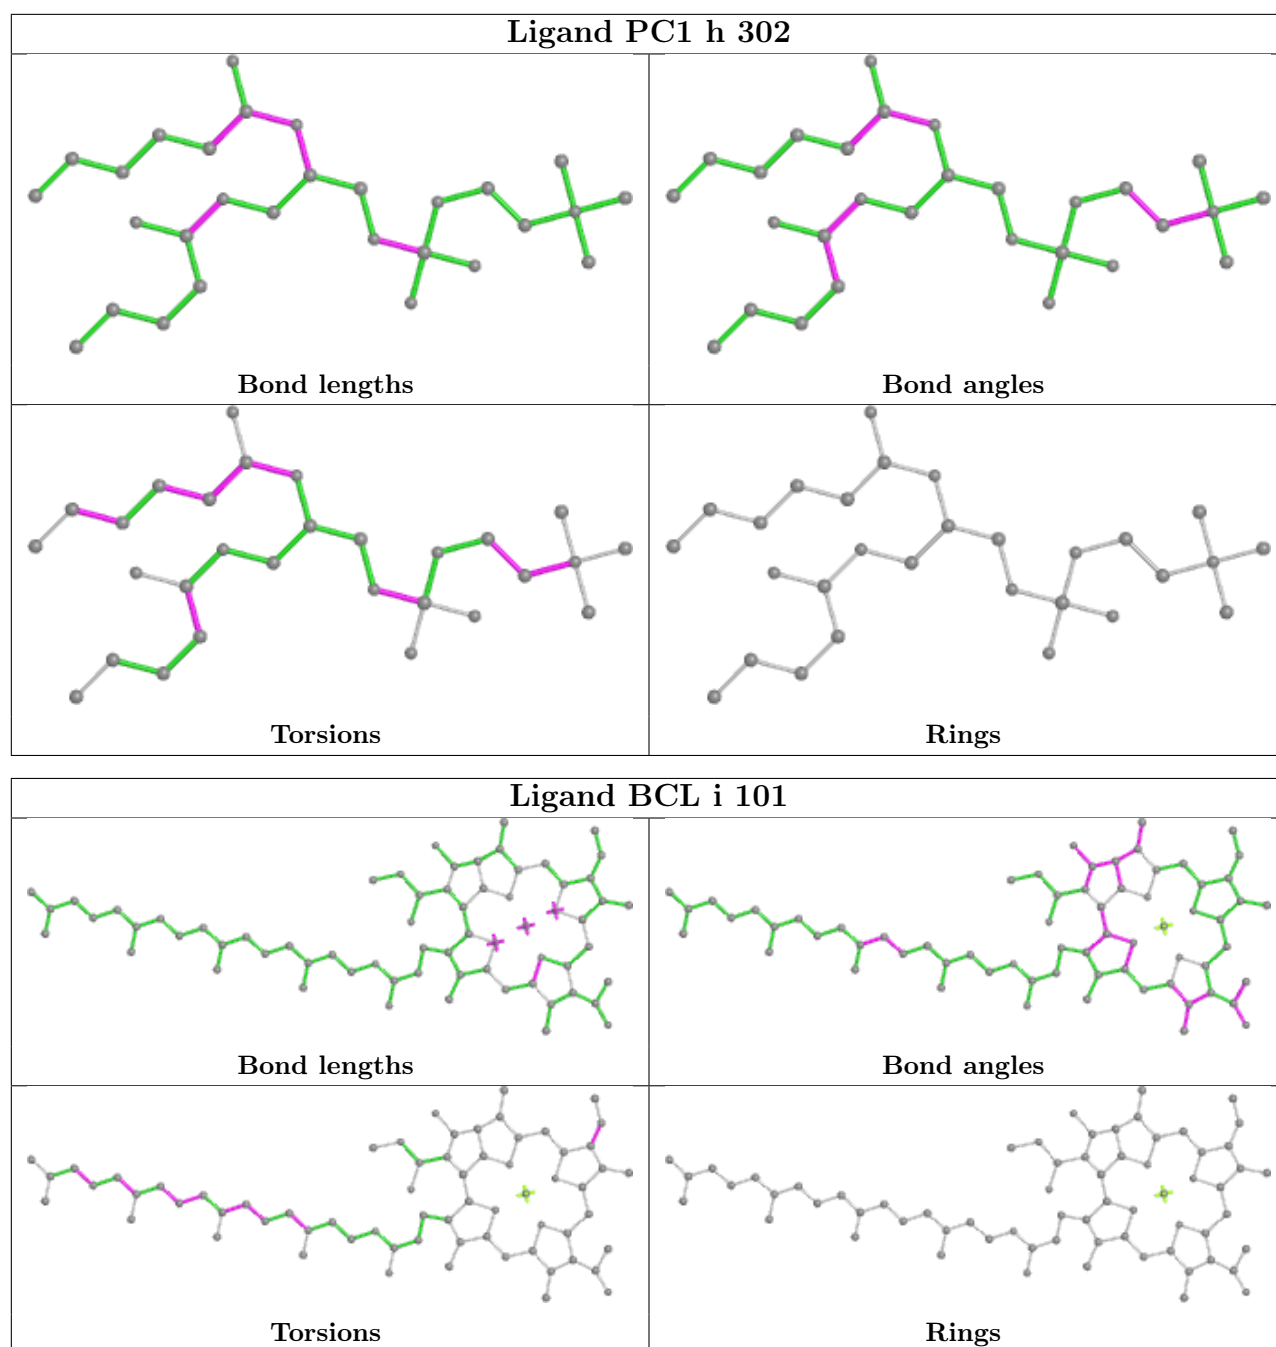 Ligand PC1 h 302
Bond lengths
Bond angles
Torsions
Rings
Ligand BCL i 101
Bond lengths
Bond angles
Torsions
Rings